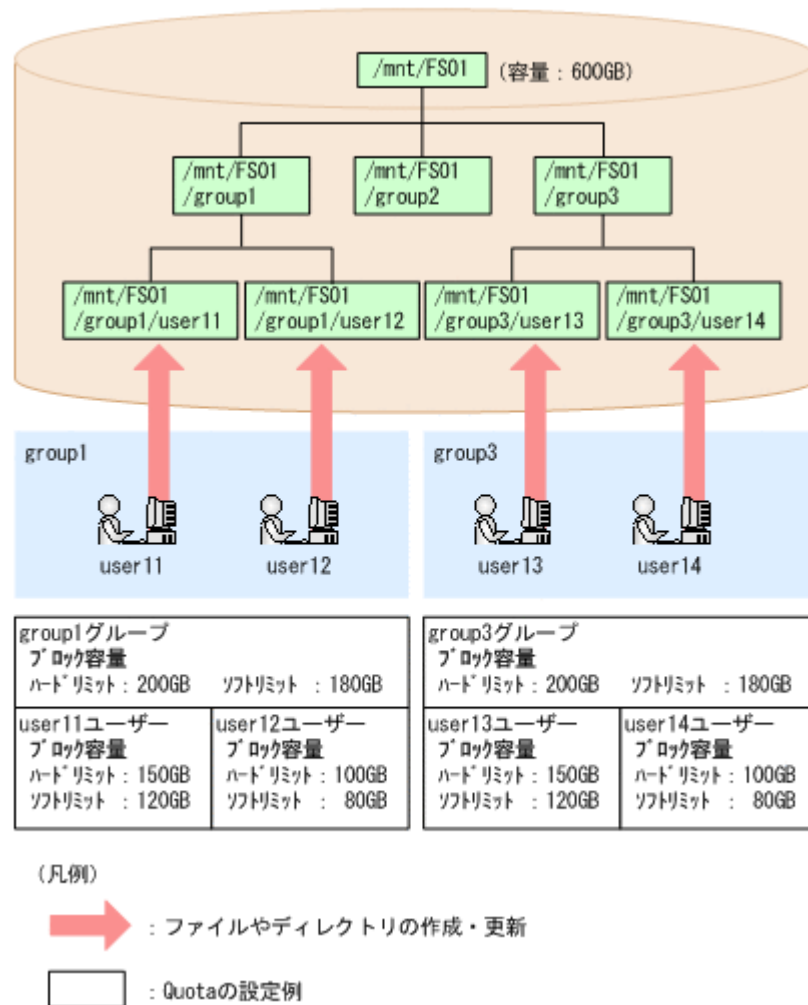 /mnt/FS01 (容量：600GB)
/mnt/FS01
/group1
/mnt/FS01
/group2
/mnt/FS01
/group3
/mnt/FS01
/group1/user11
/mnt/FS01
/group1/user12
/mnt/FS01
/group3/user13
/mnt/FS01
/group3/user14
group1
user11
user12
group3
user13
user14
group1グループ
ﾌﾞﾛｯｸ容量
ﾊｰﾄﾞﾘﾐｯﾄ：200GB ｿﾌﾄﾘﾐｯﾄ ：180GB
user11ユーザー
ﾌﾞﾛｯｸ容量
ﾊｰﾄﾞﾘﾐｯﾄ：150GB
ｿﾌﾄﾘﾐｯﾄ ：120GB
user12ユーザー
ﾌﾞﾛｯｸ容量
ﾊｰﾄﾞﾘﾐｯﾄ：100GB
ｿﾌﾄﾘﾐｯﾄ ： 80GB
group3グループ
ﾌﾞﾛｯｸ容量
ﾊｰﾄﾞﾘﾐｯﾄ：200GB ｿﾌﾄﾘﾐｯﾄ ：180GB
user13ユーザー
ﾌﾞﾛｯｸ容量
ﾊｰﾄﾞﾘﾐｯﾄ：150GB
ｿﾌﾄﾘﾐｯﾄ ：120GB
user14ユーザー
ﾌﾞﾛｯｸ容量
ﾊｰﾄﾞﾘﾐｯﾄ：100GB
ｿﾌﾄﾘﾐｯﾄ ： 80GB
(凡例)
：ファイルやディレクトリの作成・更新
：Quotaの設定例